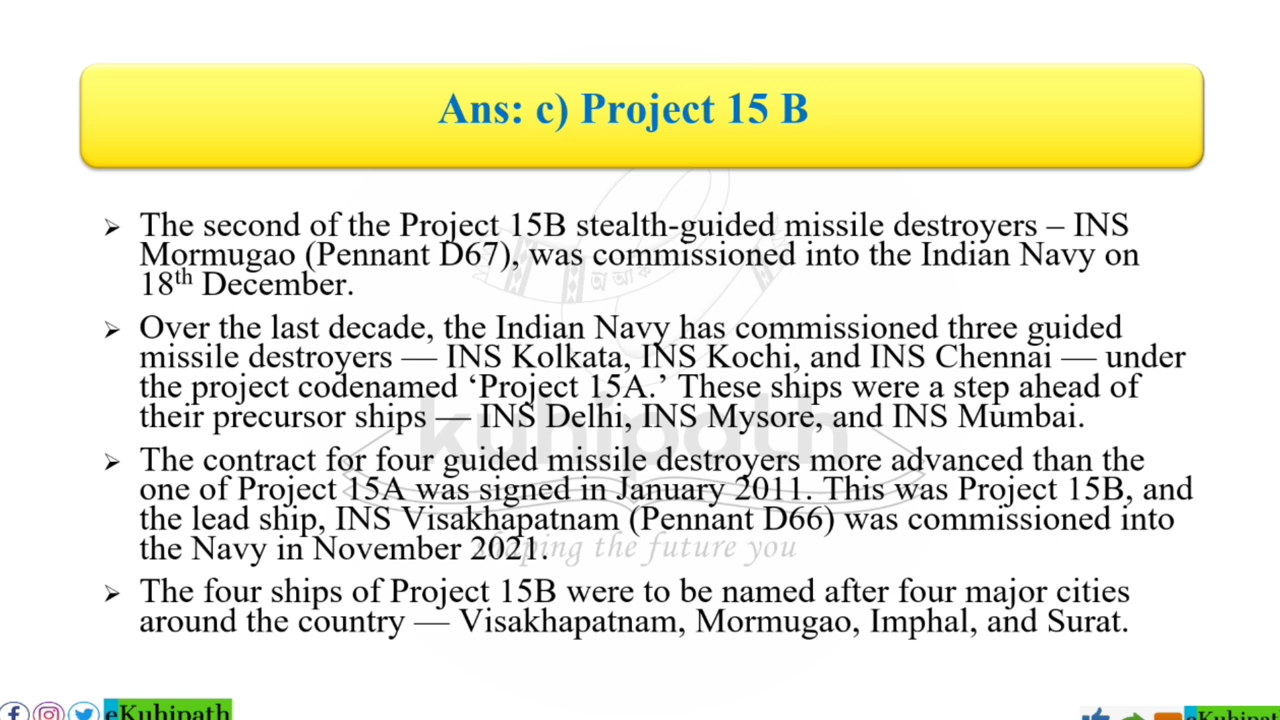 Ans: c) Project 15 B
➢ The second of the Project 15B stealth-guided missile destroyers – INS
Mormugao (Pennant D67), was commissioned into the Indian Navy on
18th December.
➢ Over the last decade, the Indian Navy has commissioned three guided
missile destroyers — INS Kolkata, INS Kochi, and INS Chennai — under
the project codenamed ‘Project 15A.’ These ships were a step ahead of
their precursor ships — INS Delhi, INS Mysore, and INS Mumbai.
➢ The contract for four guided missile destroyers more advanced than the
one of Project 15A was signed in January 2011. This was Project 15B, and
the lead ship, INS Visakhapatnam (Pennant D66) was commissioned into
the Navy in November 2021.
➢ The four ships of Project 15B were to be named after four major cities
around the country — Visakhapatnam, Mormugao, Imphal, and Surat.
অ আ ক
kuhipath
the future you
eKuhipath